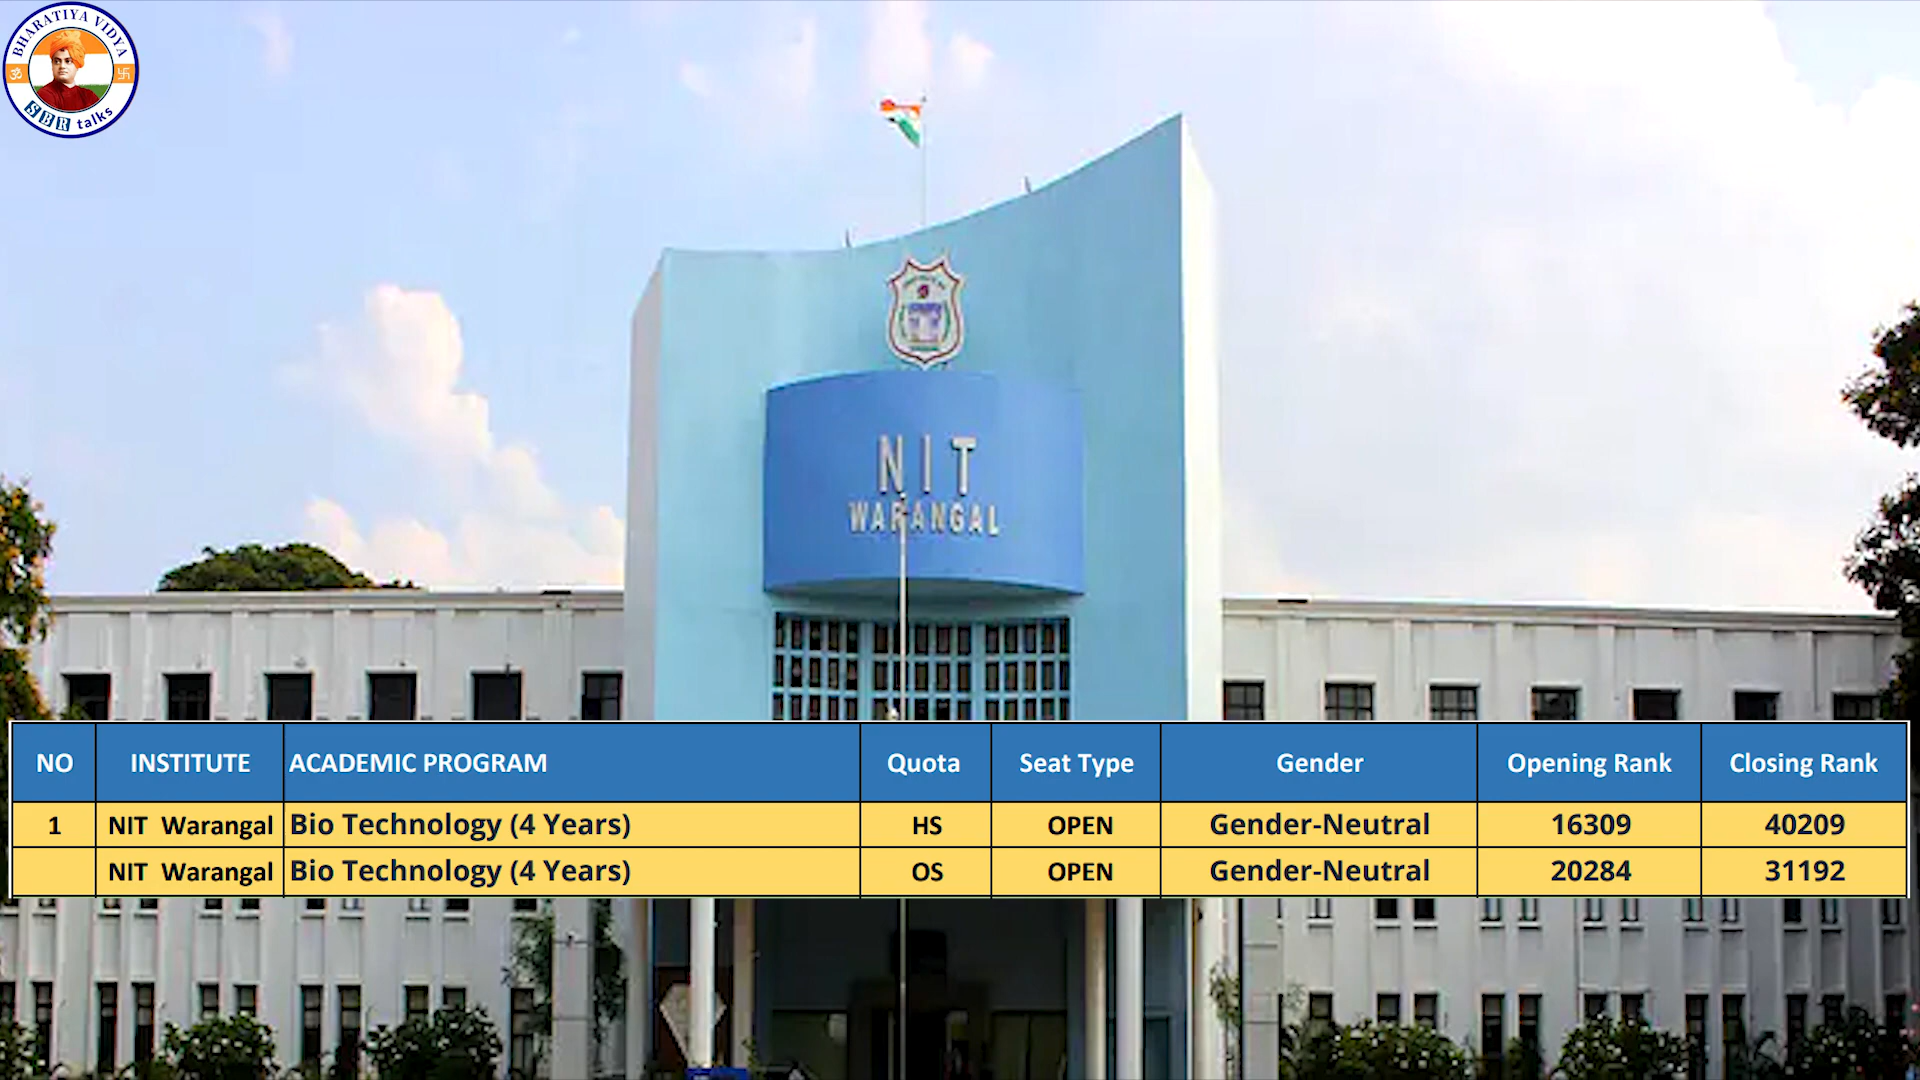 BHARATIYA VIDYA
ॐ 卐
SBR talks
NIT
WARANGAL
NO INSTITUTE ACADEMIC PROGRAM Quota Seat Type Gender Opening Rank Closing Rank
1 NIT Warangal Bio Technology (4 Years) HS OPEN Gender-Neutral 16309 40209
NIT Warangal Bio Technology (4 Years) OS OPEN Gender-Neutral 20284 31192